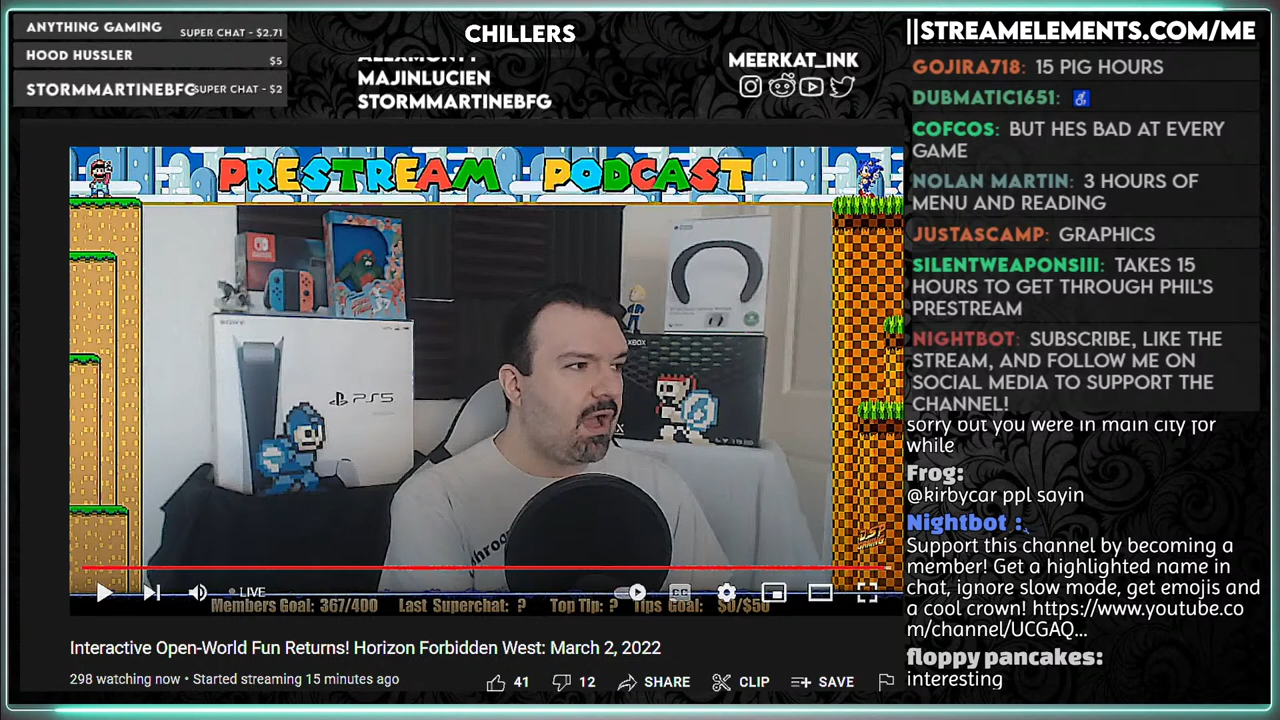 ANYTHING GAMING SUPER CHAT - $2.71
HOOD HUSSLER $5
STORMMARTINEBFG SUPER CHAT - $2
CHILLERS
MAJINLUCIEN
STORMMARTINEBFG
MEERKAT_INK
||STREAMELEMENTS.COM/ME
GOJIRA718: 15 PIG HOURS
DUBMATIC1651:
COFCOS: BUT HES BAD AT EVERY
GAME
NOLAN MARTIN: 3 HOURS OF
MENU AND READING
JUSTASCAMP: GRAPHICS
SILENTWEAPONSIII: TAKES 15
HOURS TO GET THROUGH PHIL'S
PRESTREAM
NIGHTBOT: SUBSCRIBE, LIKE THE
STREAM, AND FOLLOW ME ON
SOCIAL MEDIA TO SUPPORT THE
CHANNEL!
sorry but you were in main city for
while
Frog:
@kirbycar ppl sayin
Nightbot :
Support this channel by becoming a
member! Get a highlighted name in
chat, ignore slow mode, get emojis and
a cool crown! https://www.youtube.co
m/channel/UCGAQ...
floppy pancakes:
interesting
PRESTREAM PODCAST
SONY
PS5
XBOX
DSP
GAMING
LIVE
Members Goal: 367/400 Last Superchat: ? Top Tip: ? Tips Goal: $0/$50
Interactive Open-World Fun Returns! Horizon Forbidden West: March 2, 2022
298 watching now • Started streaming 15 minutes ago
41 12 SHARE CLIP SAVE